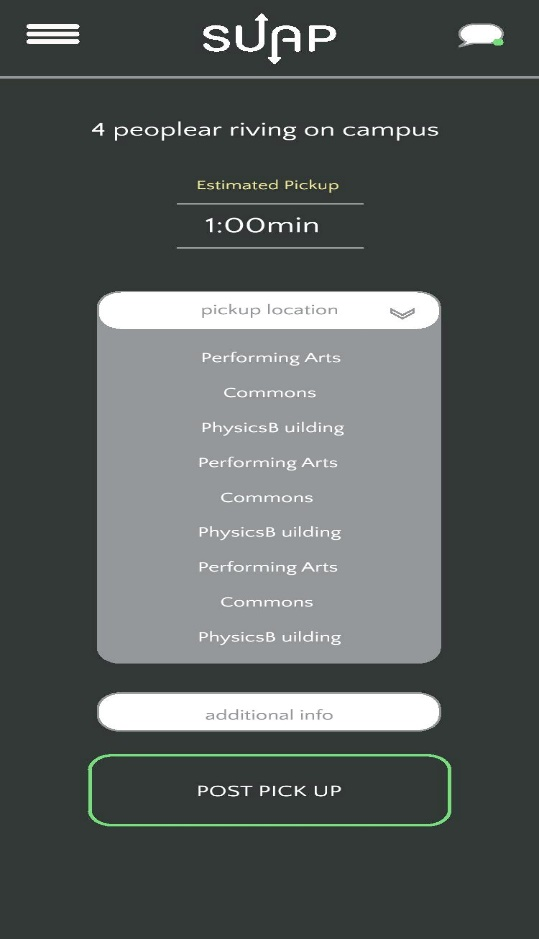 SWAP
4 peoplear riving on campus
Estimated Pickup
1:00min
pickup location
Performing Arts
Commons
PhysicsB uilding
Performing Arts
Commons
PhysicsB uilding
Performing Arts
Commons
PhysicsB uilding
additional info
POST PICK UP